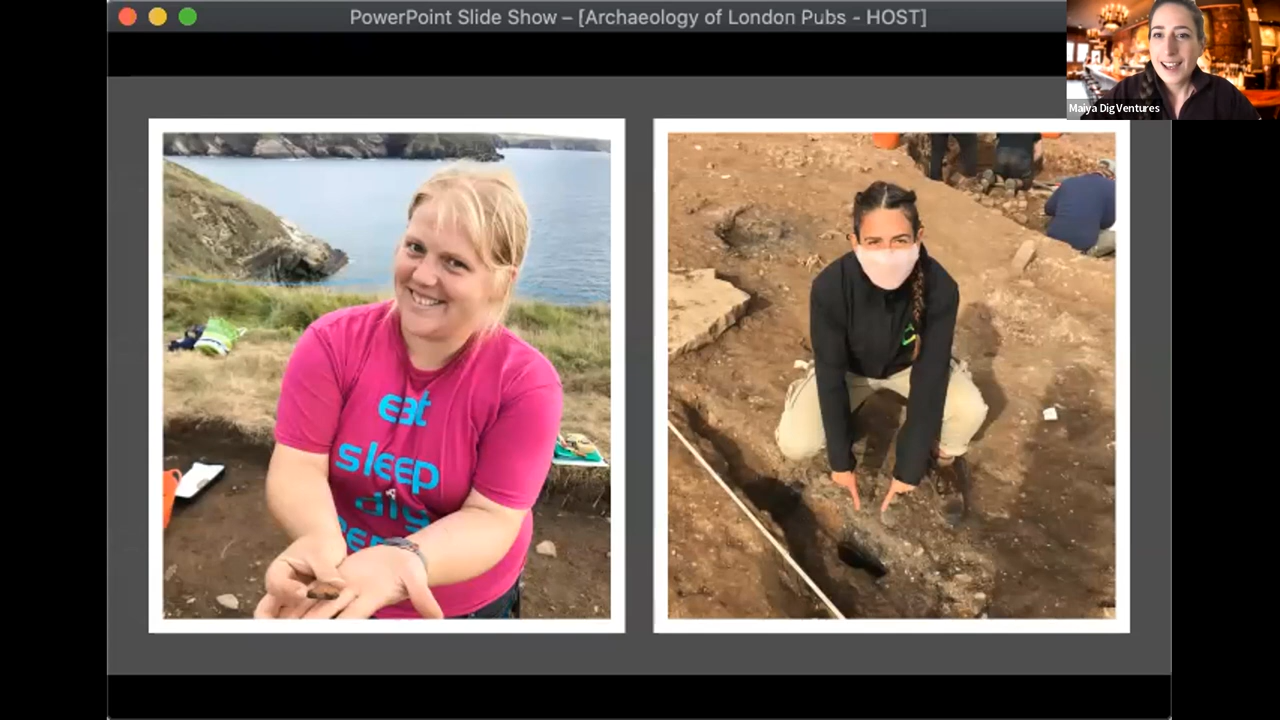 PowerPoint Slide Show – [Archaeology of London Pubs - HOST]
Maiya DigVentures
eat
sleep
dig